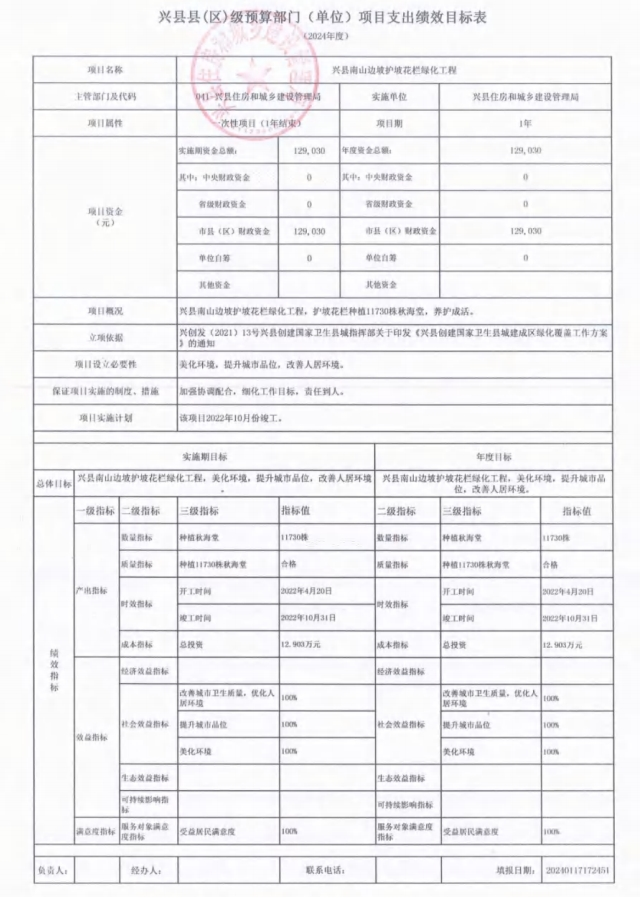 兴县县(区)级预算部门（单位）项目支出绩效目标表
（2024年度）
项目名称 兴县南山边坡护坡花栏绿化工程
主管部门及代码 041-兴县住房和城乡建设管理局 实施单位 兴县住房和城乡建设管理局
项目属性 一次性项目（1年结束） 项目期 1年
项目资金（元） 实施期资金总额： 129,030 年度资金总额： 129,030
其中：中央财政资金 0 其中：中央财政资金 0
省级财政资金 0 省级财政资金 0
市县（区）财政资金 129,030 市县（区）财政资金 129,030
单位自筹 0 单位自筹 0
其他资金 其他资金
项目概况 兴县南山边坡护坡花栏绿化工程，护坡花栏种植11730株秋海棠，养护成活。
立项依据 兴创发（2021）13号兴县创建国家卫生县城指挥部关于印发《兴县创建国家卫生县城建成区绿化覆盖工作方案
》的通知
项目设立必要性 美化环境，提升城市品位，改善人居环境。
保证项目实施的制度、措施 加强协调配合，细化工作目标，责任到人。
项目实施计划 该项目2022年10月份竣工。
实施期目标 年度目标
总体目标 兴县南山边坡护坡花栏绿化工程，美化环境，提升城市品位，改善人居环境
。
兴县南山边坡护坡花栏绿化工程，美化环境，提升城市品
位，改善人居环境。
绩效指标 一级指标 二级指标 三级指标 指标值 二级指标 三级指标 指标值
产出指标 数量指标 种植秋海棠 11730株 数量指标 种植秋海棠 11730株
质量指标 种植11730株秋海棠 合格 质量指标 种植11730株秋海棠 合格
时效指标 开工时间 2022年4月20日 时效指标 开工时间 2022年4月20日
竣工时间 2022年10月31日 竣工时间 2022年10月31日
成本指标 总投资 12.903万元 成本指标 总投资 12.903万元
效益指标 经济效益指标 经济效益指标
社会效益指标 改善城市卫生质量，优化人
居环境 100% 社会效益指标 改善城市卫生质量，优化人
居环境 100%
提升城市品位 100% 提升城市品位 100%
美化环境 100% 美化环境 100%
生态效益指标 生态效益指标
可持续影响指
标 可持续影响指标
满意度指标 服务对象满意
度指标 受益居民满意度 100% 服务对象满意度
指标 受益居民满意度 100%
负责人： 经办人： 联系电话： 填报日期： 20240117172451